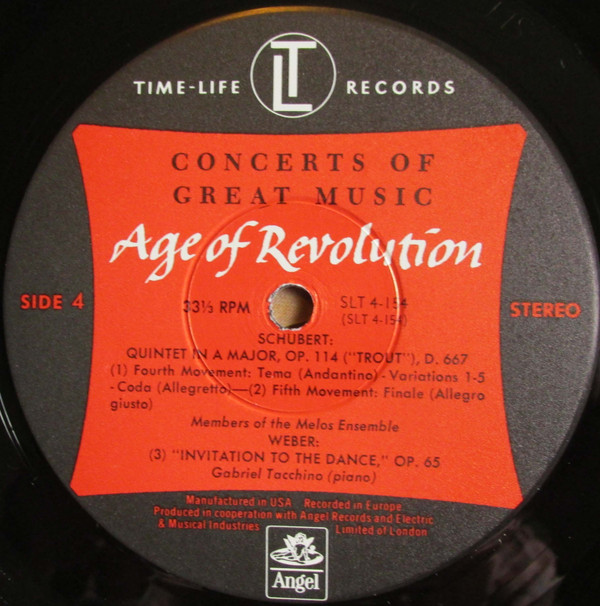 TIME-LIFE TL RECORDS
CONCERTS OF
GREAT MUSIC
Age of Revolution
SIDE 4
33⅓ RPM
SLT 4-154
(SLT 4-154)
STEREO
SCHUBERT:
QUINTET IN A MAJOR, OP. 114 ("TROUT"), D. 667
(1) Fourth Movement: Tema (Andantino) - Variations 1-5
- Coda (Allegretto)—(2) Fifth Movement: Finale (Allegro
giusto)
Members of the Melos Ensemble
WEBER:
(3) "INVITATION TO THE DANCE," OP. 65
Gabriel Tacchino (piano)
Manufactured in USA Recorded in Europe
Produced in cooperation with Angel Records and Electric
& Musical Industries Limited of London
Angel